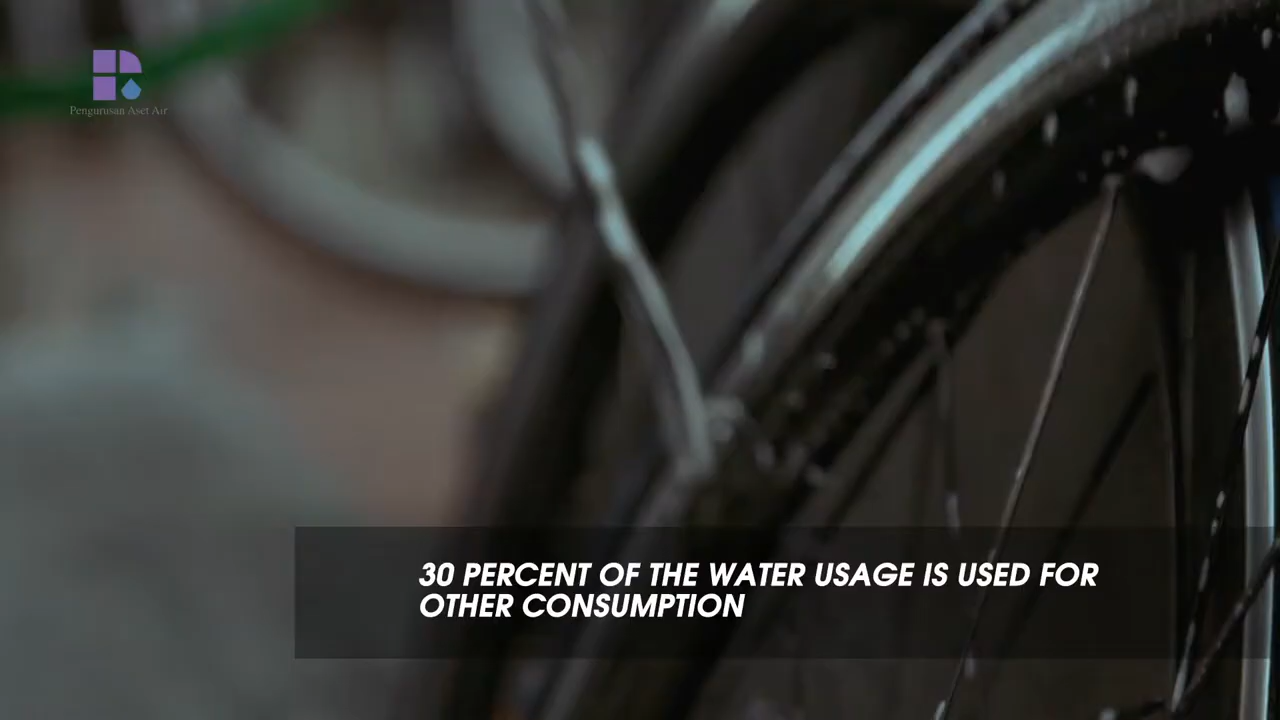 Pengurusan Aset Air
30 PERCENT OF THE WATER USAGE IS USED FOR
OTHER CONSUMPTION